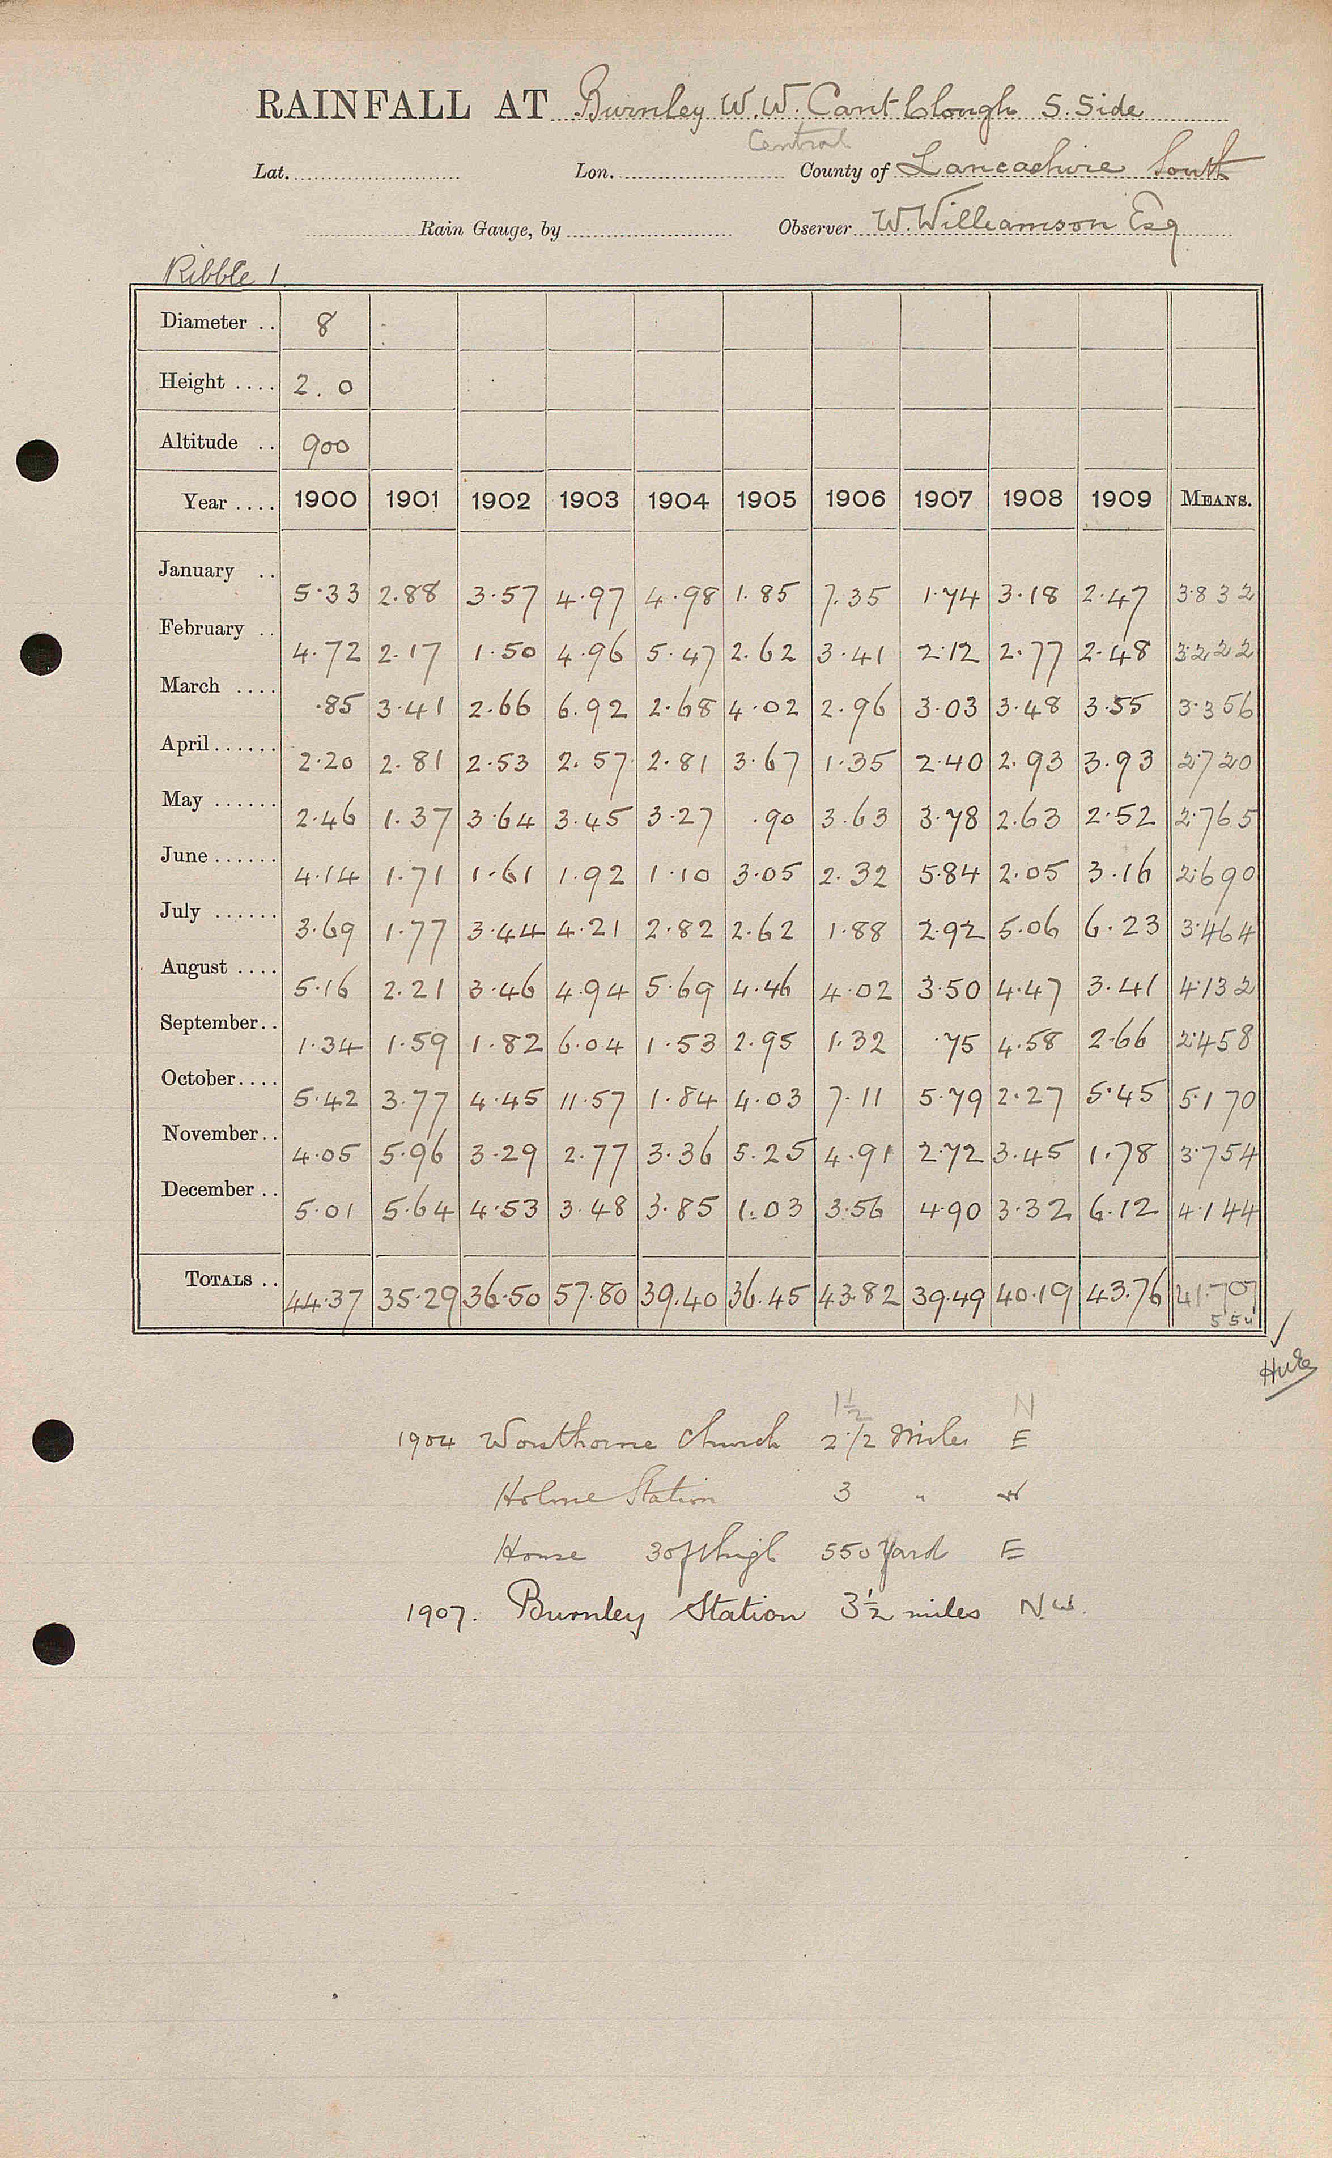 RAINFALL AT Burnley W.W. Cant Clough S. Side
Central
Lat. Lon. County of Lancashire South
Rain Gauge, by Observer W. Williamson Esq
Ribble 1.
Diameter .. 8
Height .... 2.0
Altitude .. 900
Year .... 1900 1901 1902 1903 1904 1905 1906 1907 1908 1909 MEANS.
January .. 5.33 2.88 3.57 4.97 4.98 1.85 7.35 1.74 3.18 2.47 3.832
February .. 4.72 2.17 1.50 4.96 5.47 2.62 3.41 2.12 2.77 2.48 3.222
March .... .85 3.41 2.66 6.92 2.68 4.02 2.96 3.03 3.48 3.55 3.356
April ...... 2.20 2.81 2.53 2.57 2.81 3.67 1.35 2.40 2.93 3.93 2.720
May ...... 2.46 1.37 3.64 3.45 3.27 .90 3.63 3.78 2.63 2.52 2.765
June ...... 4.14 1.71 1.61 1.92 1.10 3.05 2.32 5.84 2.05 3.16 2.690
July ...... 3.69 1.77 3.44 4.21 2.82 2.62 1.88 2.92 5.06 6.23 3.464
August .... 5.16 2.21 3.46 4.94 5.69 4.46 4.02 3.50 4.47 3.41 4.132
September .. 1.34 1.59 1.82 6.04 1.53 2.95 1.32 .75 4.58 2.66 2.458
October .... 5.42 3.77 4.45 11.57 1.84 4.03 7.11 5.79 2.27 5.45 5.170
November .. 4.05 5.96 3.29 2.77 3.36 5.25 4.91 2.72 3.45 1.78 3.754
December .. 5.01 5.64 4.53 3.48 3.85 1.03 3.56 4.90 3.32 6.12 4.144
TOTALS .. 44.37 35.29 36.50 57.80 39.40 36.45 43.82 39.49 40.19 43.76 41.707
1½ N
1904 Worsthorne Church 2 1/2 Miles E
Holme Station 3 " W
House 30 ft high 550 Yard E
1907. Burnley Station 3½ miles N.W.